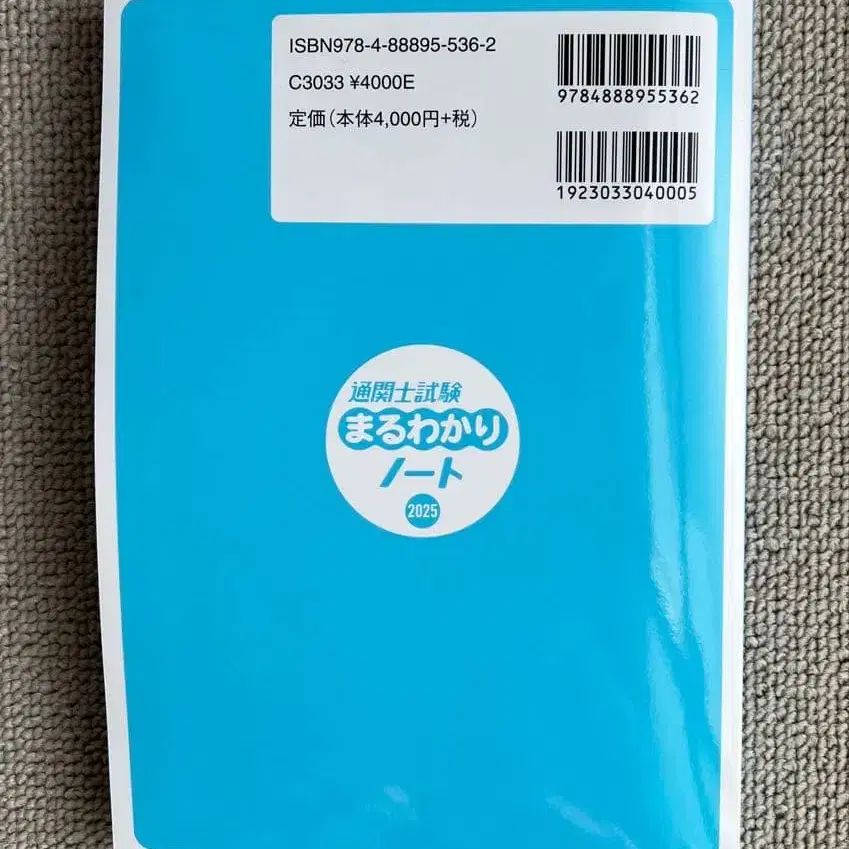 ISBN978-4-88895-536-2
C3033 ¥4000E
定価(本体4,000円+税)
9784888955362
1923033040005
通関士試験
まるわかり
ノート
2025